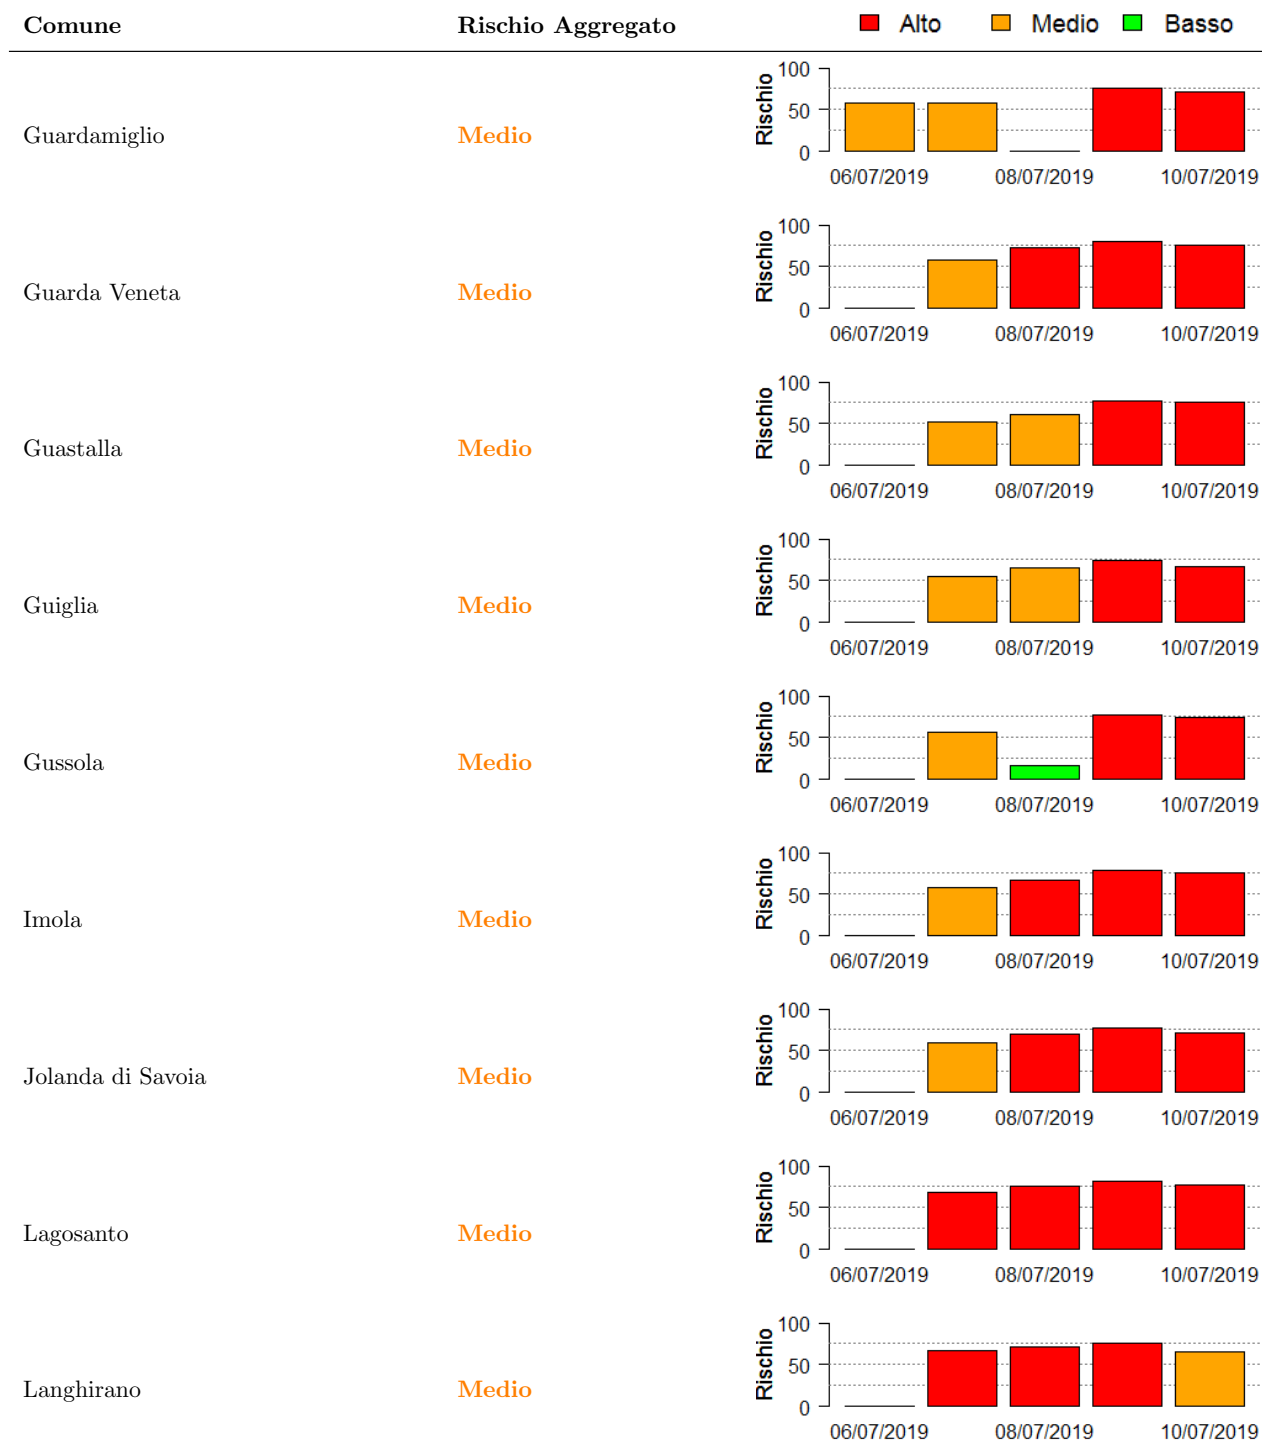 Comune Rischio Aggregato Alto Medio Basso
Guardamiglio Medio Rischio 100 50 0
06/07/2019 08/07/2019 10/07/2019
Guarda Veneta Medio Rischio 100 50 0
06/07/2019 08/07/2019 10/07/2019
Guastalla Medio Rischio 100 50 0
06/07/2019 08/07/2019 10/07/2019
Guiglia Medio Rischio 100 50 0
06/07/2019 08/07/2019 10/07/2019
Gussola Medio Rischio 100 50 0
06/07/2019 08/07/2019 10/07/2019
Imola Medio Rischio 100 50 0
06/07/2019 08/07/2019 10/07/2019
Jolanda di Savoia Medio Rischio 100 50 0
06/07/2019 08/07/2019 10/07/2019
Lagosanto Medio Rischio 100 50 0
06/07/2019 08/07/2019 10/07/2019
Langhirano Medio Rischio 100 50 0
06/07/2019 08/07/2019 10/07/2019